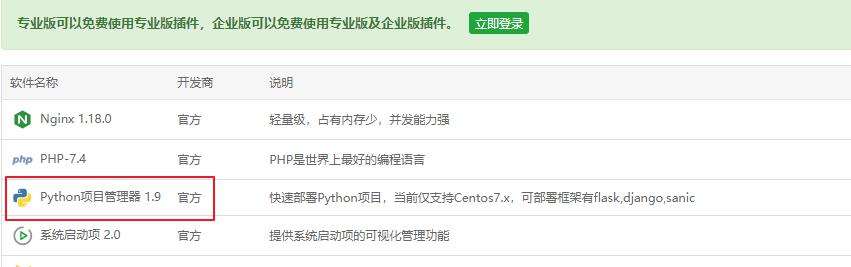 专业版可以免费使用专业版插件，企业版可以免费使用专业版及企业版插件。 立即登录
软件名称 开发商 说明
Nginx 1.18.0 官方 轻量级，占有内存少，并发能力强
php PHP-7.4 官方 PHP是世界上最好的编程语言
Python项目管理器 1.9 官方 快速部署Python项目，当前仅支持Centos7.x，可部署框架有flask,django,sanic
系统启动项 2.0 官方 提供系统启动项的可视化管理功能